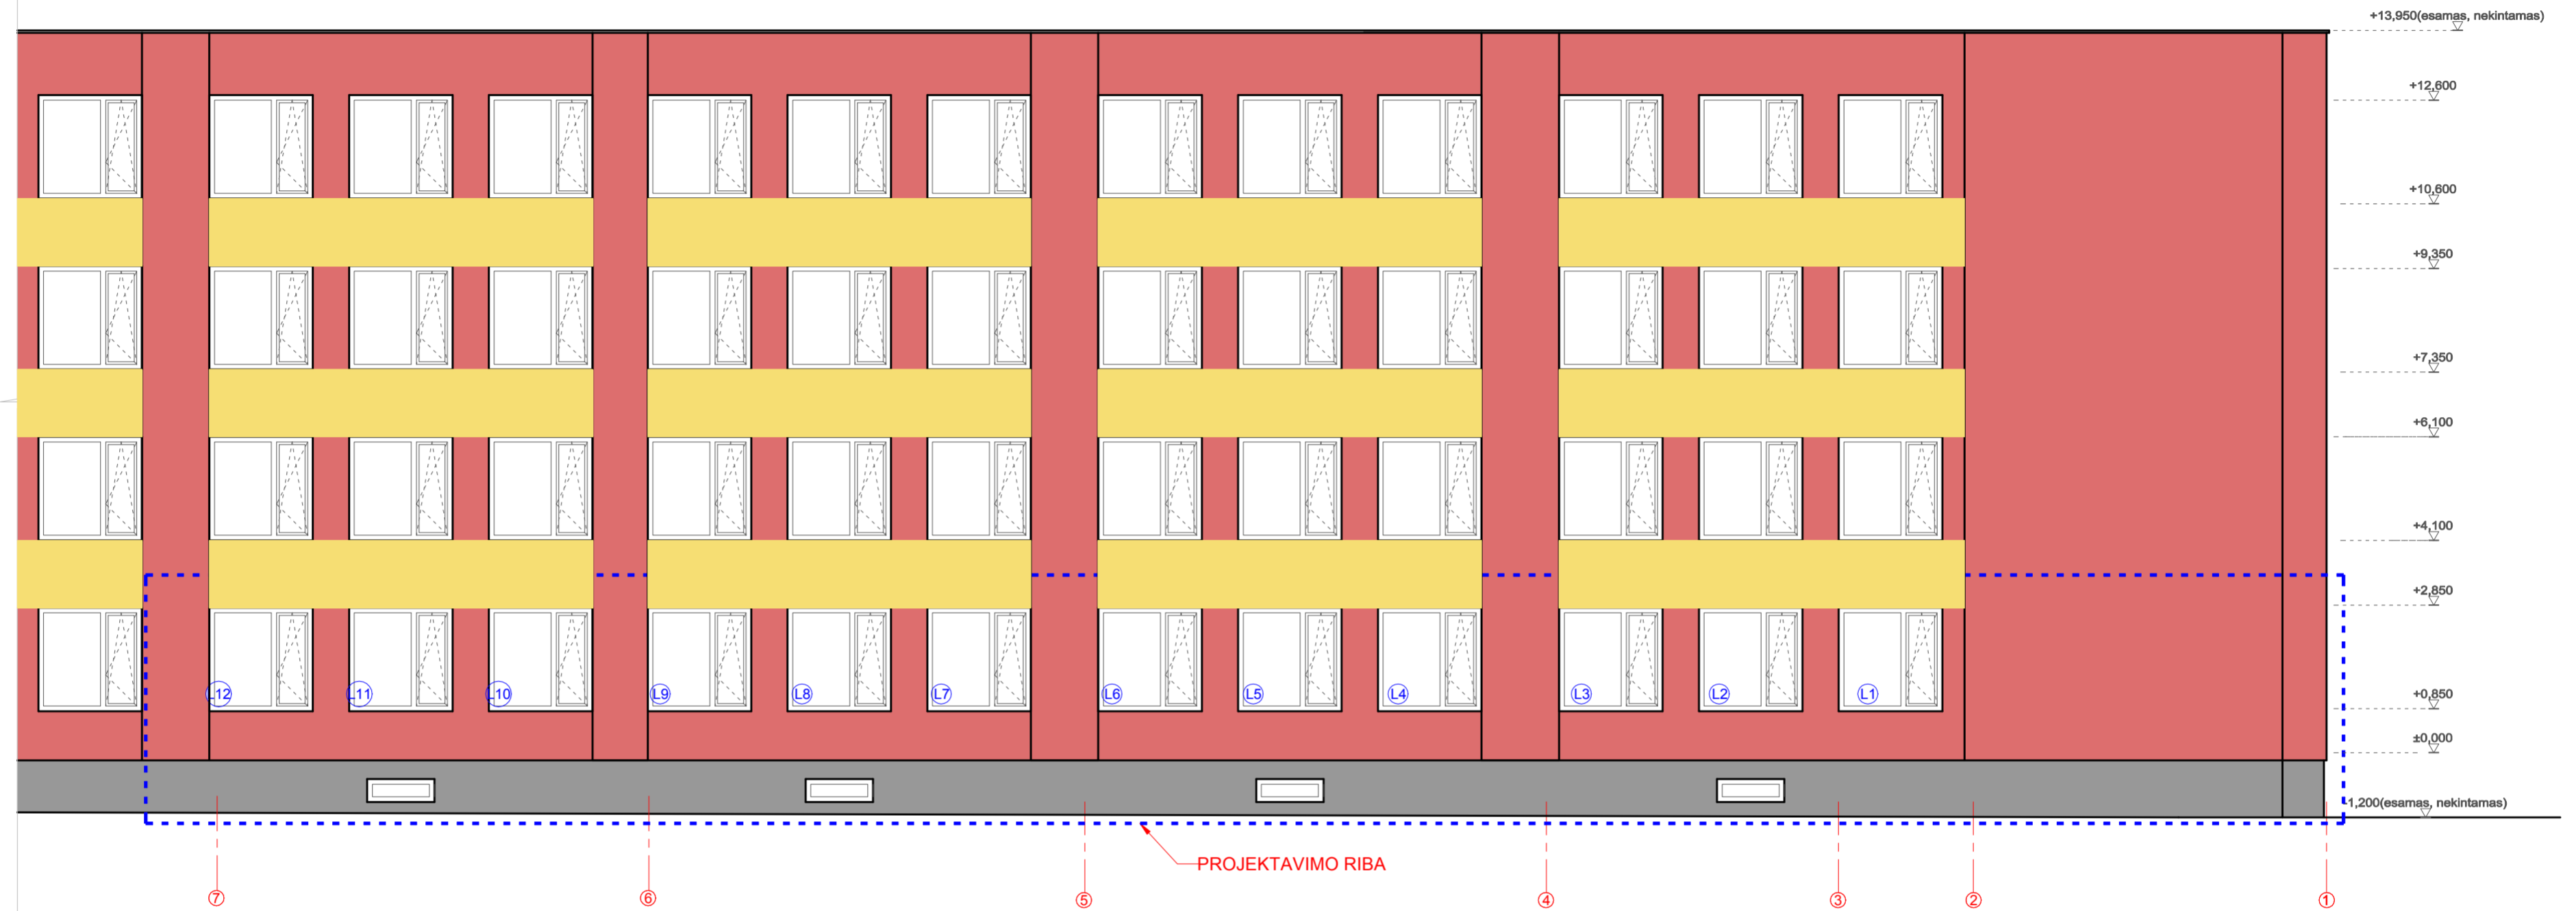 +13,950(esamas, nekintamas)
+12,600
+10,600
+9,350
+7,350
+6,100
+4,100
+2,850
L12 L11 L10 L9 L8 L7 L6 L5 L4 L3 L2 L1
+0,850
±0,000
-1,200(esamas, nekintamas)
PROJEKTAVIMO RIBA
7 6 5 4 3 2 1